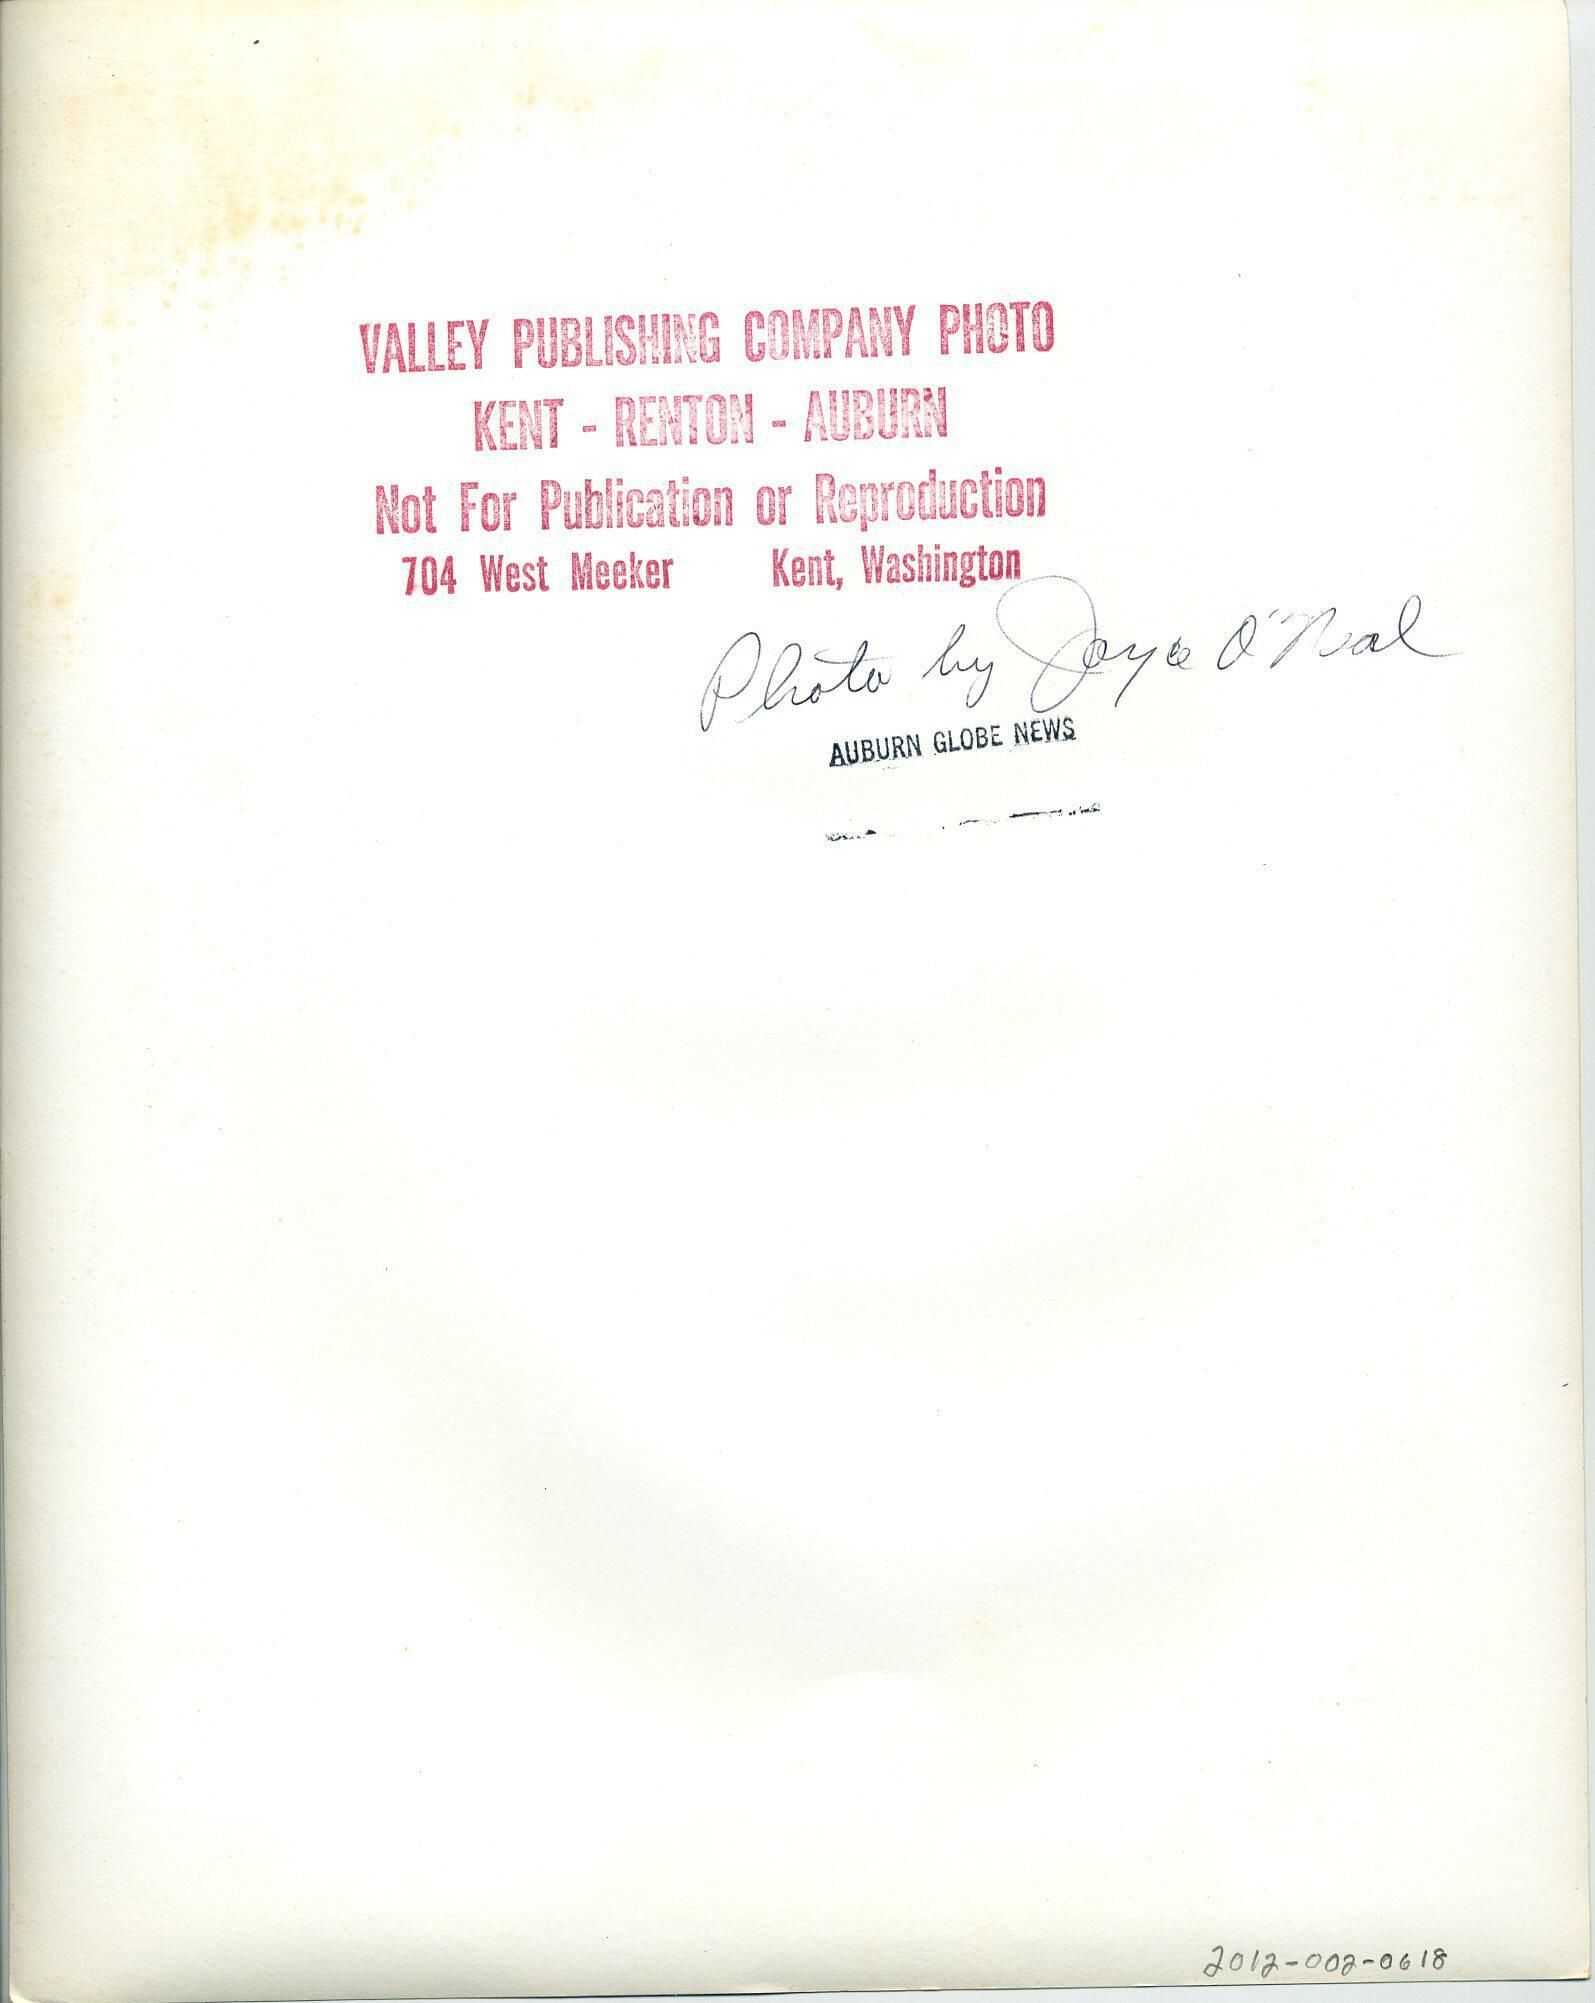 VALLEY PUBLISHING COMPANY PHOTO
KENT - RENTON - AUBURN
Not For Publication or Reproduction
704 West Meeker Kent, Washington
Photo by Joyce O'Neal
AUBURN GLOBE NEWS
2012-002-0618